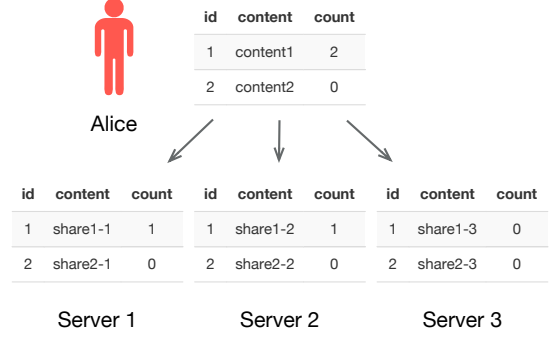 id content count
1 content1 2
2 content2 0
Alice
id content count
1 share1-1 1
2 share2-1 0
Server 1
id content count
1 share1-2 1
2 share2-2 0
Server 2
id content count
1 share1-3 0
2 share2-3 0
Server 3